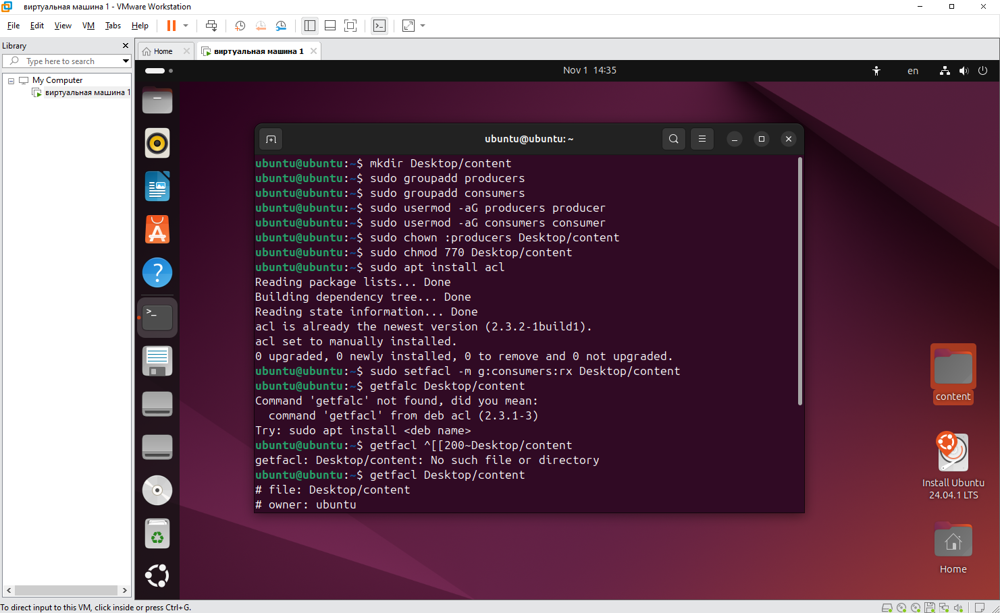 виртуальная машина 1 - VMware Workstation
File Edit View VM Tabs Help
Library
Type here to search
My Computer
виртуальная машина 1
Home
виртуальная машина 1
Nov 1 14:35
en
ubuntu@ubuntu: ~
ubuntu@ubuntu:~$ mkdir Desktop/content
ubuntu@ubuntu:~$ sudo groupadd producers
ubuntu@ubuntu:~$ sudo groupadd consumers
ubuntu@ubuntu:~$ sudo usermod -aG producers producer
ubuntu@ubuntu:~$ sudo usermod -aG consumers consumer
ubuntu@ubuntu:~$ sudo chown :producers Desktop/content
ubuntu@ubuntu:~$ sudo chmod 770 Desktop/content
ubuntu@ubuntu:~$ sudo apt install acl
Reading package lists... Done
Building dependency tree... Done
Reading state information... Done
acl is already the newest version (2.3.2-1build1).
acl set to manually installed.
0 upgraded, 0 newly installed, 0 to remove and 0 not upgraded.
ubuntu@ubuntu:~$ sudo setfacl -m g:consumers:rx Desktop/content
ubuntu@ubuntu:~$ getfalc Desktop/content
Command 'getfalc' not found, did you mean:
  command 'getfacl' from deb acl (2.3.1-3)
Try: sudo apt install <deb name>
ubuntu@ubuntu:~$ getfacl ^[[200~Desktop/content
getfacl: Desktop/content: No such file or directory
ubuntu@ubuntu:~$ getfacl Desktop/content
# file: Desktop/content
# owner: ubuntu
content
Install Ubuntu
24.04.1 LTS
Home
To direct input to this VM, click inside or press Ctrl+G.